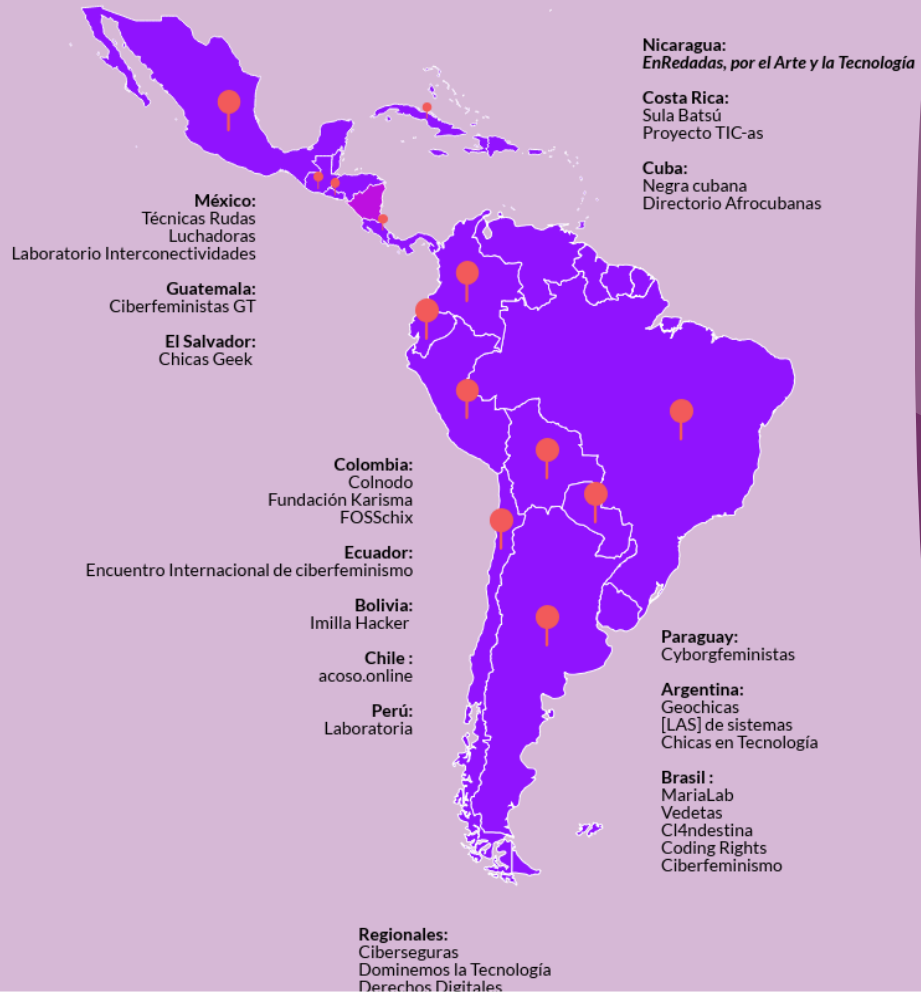 Nicaragua:
EnRedadas, por el Arte y la Tecnología
Costa Rica:
Sula Batsú
Proyecto TIC-as
Cuba:
Negra cubana
Directorio Afrocubanas
México:
Técnicas Rudas
Luchadoras
Laboratorio Interconectividades
Guatemala:
Ciberfeministas GT
El Salvador:
Chicas Geek
Colombia:
Colnodo
Fundación Karisma
FOSSchix
Ecuador:
Encuentro Internacional de ciberfeminismo
Bolivia:
Imilla Hacker
Chile :
acoso.online
Perú:
Laboratoria
Paraguay:
Cyborgfeministas
Argentina:
Geochicas
[LAS] de sistemas
Chicas en Tecnología
Brasil :
MariaLab
Vedetas
Cl4ndestina
Coding Rights
Ciberfeminismo
Regionales:
Ciberseguras
Dominemos la Tecnología
Derechos Digitales